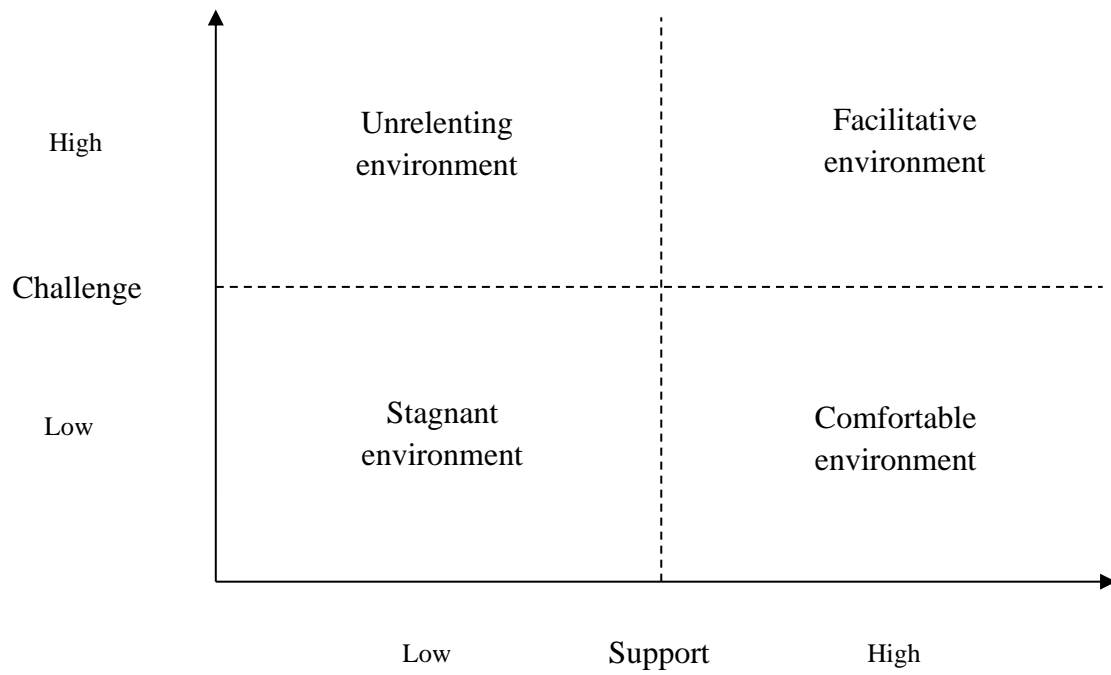 Unrelenting
environment
Facilitative
environment
High
Challenge
Stagnant
environment
Comfortable
environment
Low
Low
Support
High